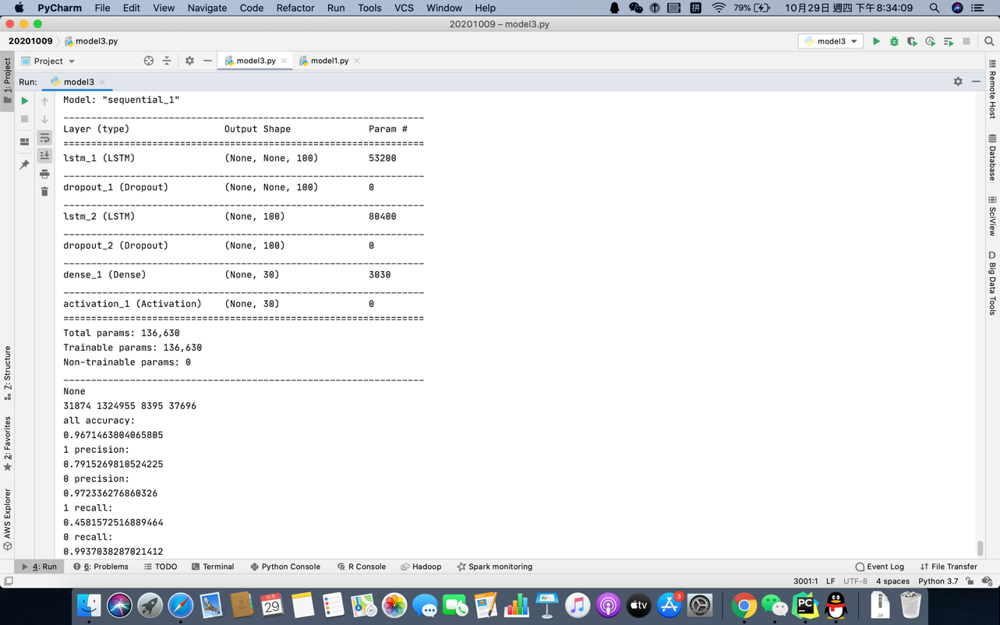 PyCharm File Edit View Navigate Code Refactor Run Tools VCS Window Help 拼 79% 10月29日 週四 下午8:34:09
20201009 – model3.py
20201009 model3.py model3
Project model3.py model1.py
Run: model3
1: Project
Z: Structure
2: Favorites
AWS Explorer
Remote Host
Database
SciView
D Big Data Tools
Model: "sequential_1"
_________________________________________________________________
Layer (type) Output Shape Param #
=================================================================
lstm_1 (LSTM) (None, None, 100) 53200
_________________________________________________________________
dropout_1 (Dropout) (None, None, 100) 0
_________________________________________________________________
lstm_2 (LSTM) (None, 100) 80400
_________________________________________________________________
dropout_2 (Dropout) (None, 100) 0
_________________________________________________________________
dense_1 (Dense) (None, 30) 3030
_________________________________________________________________
activation_1 (Activation) (None, 30) 0
=================================================================
Total params: 136,630
Trainable params: 136,630
Non-trainable params: 0
_________________________________________________________________
None
31874 1324955 8395 37696
all accuracy:
0.9671463804065805
1 precision:
0.7915269810524225
0 precision:
0.972336276860326
1 recall:
0.4581572516889464
0 recall:
0.9937038287021412
4: Run 6: Problems TODO Terminal Python Console R Console Hadoop Spark monitoring Event Log File Transfer
3001:1 LF UTF-8 4 spaces Python 3.7
10月
29
tv
3
PC
ZIP